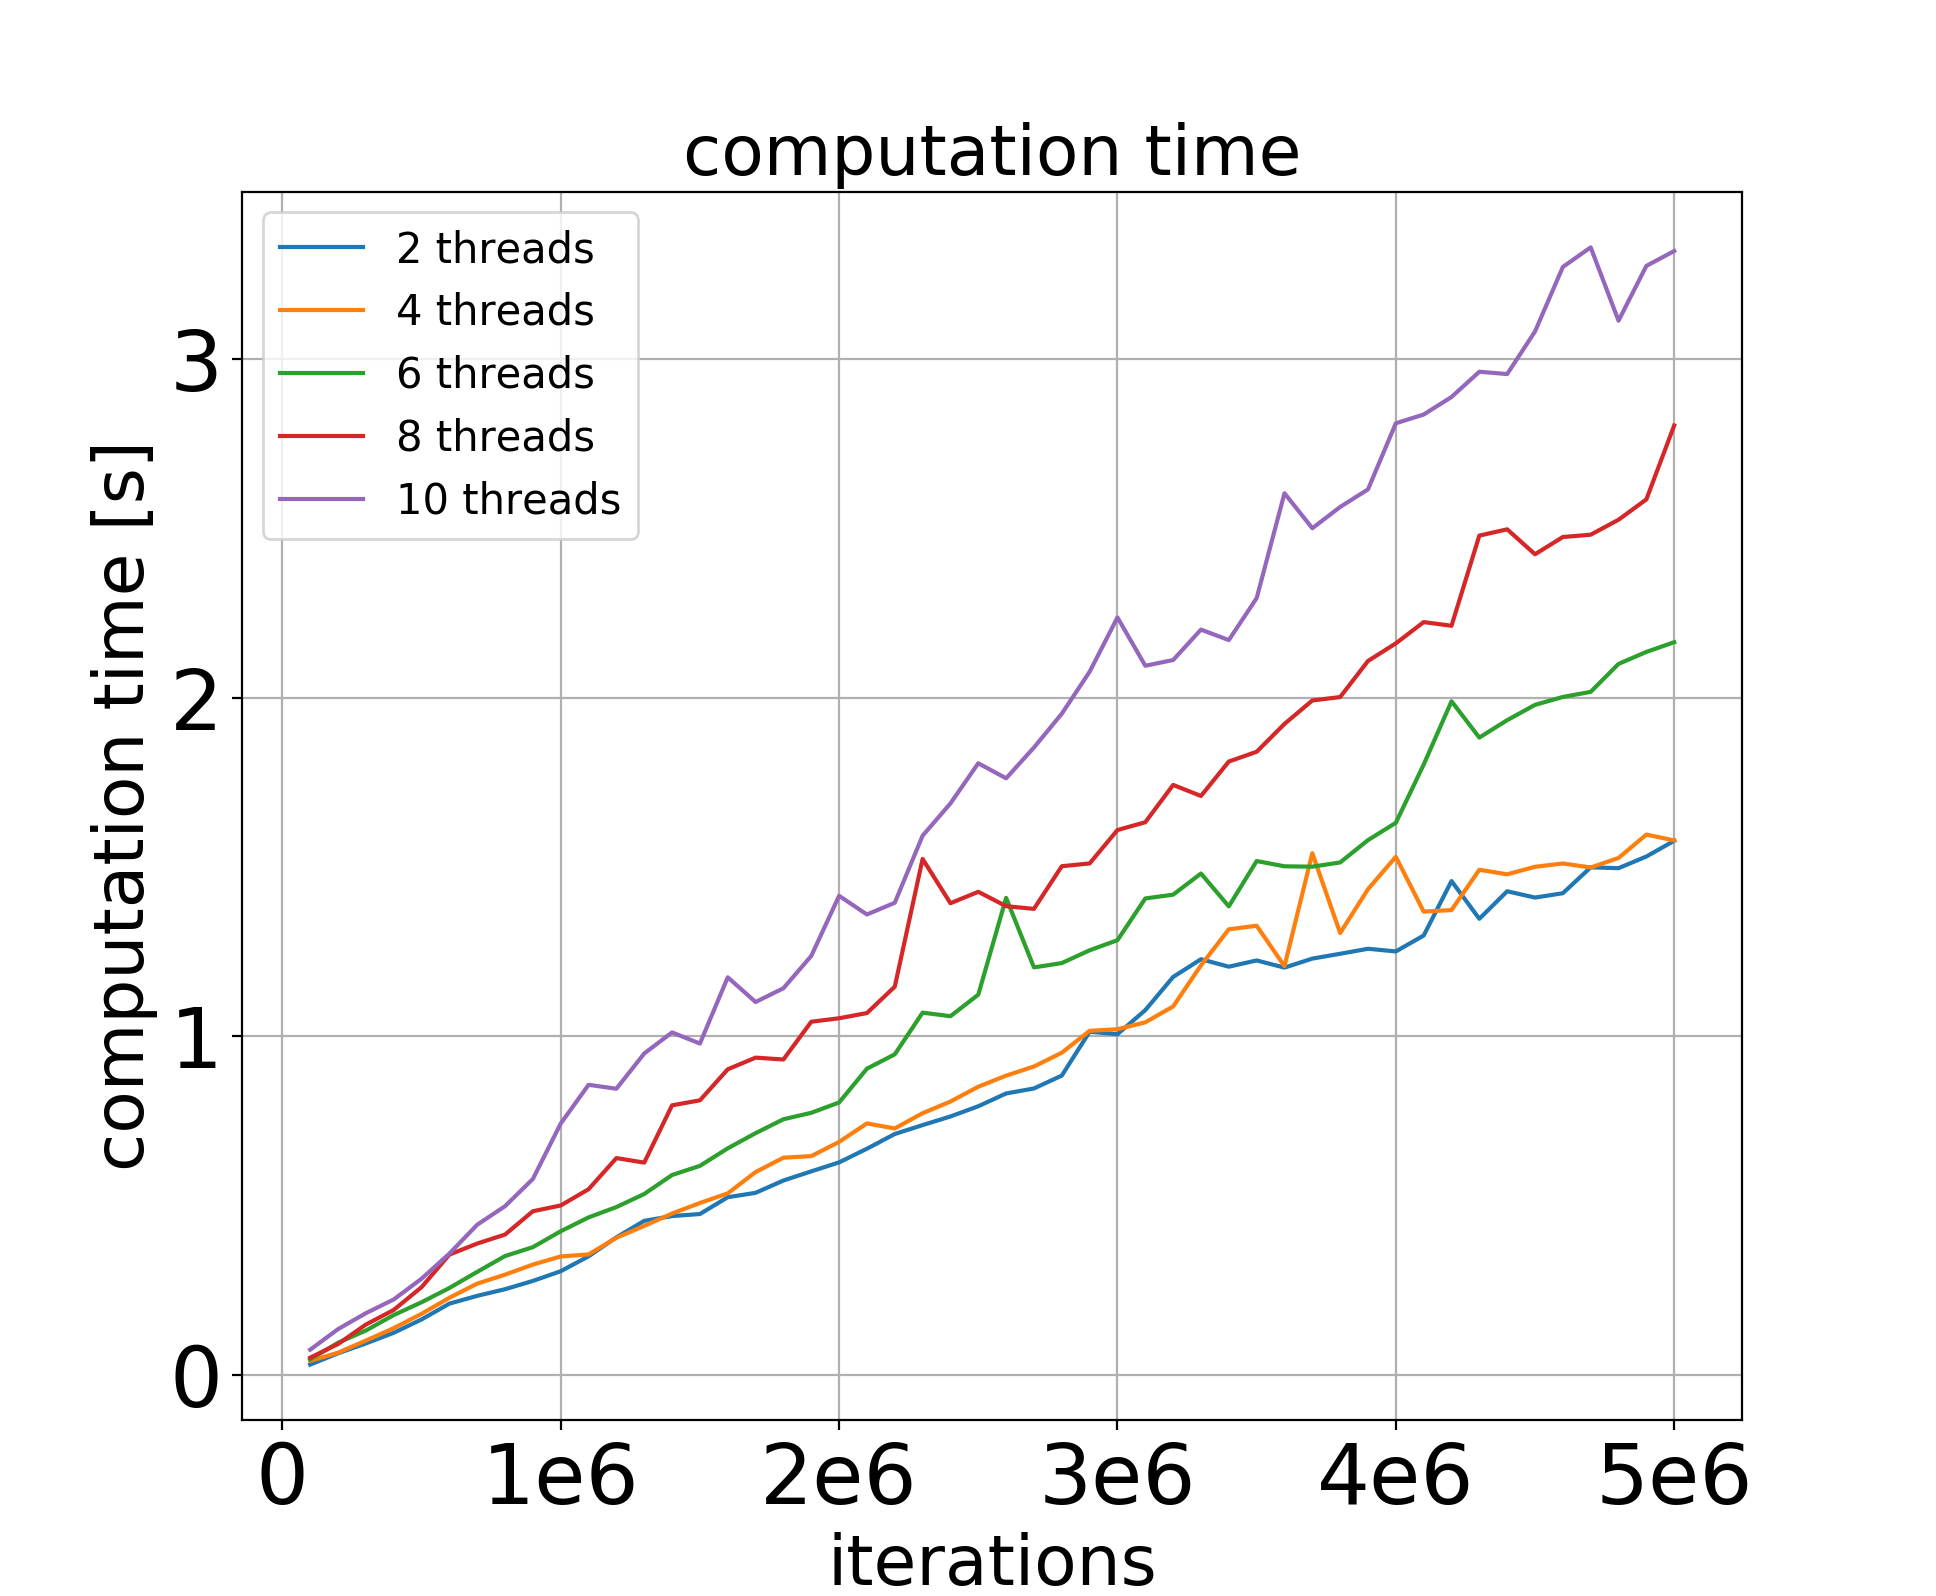 computation time
2 threads
4 threads
6 threads
8 threads
10 threads
computation time [s]
3
2
1
0
0 1e6 2e6 3e6 4e6 5e6
iterations